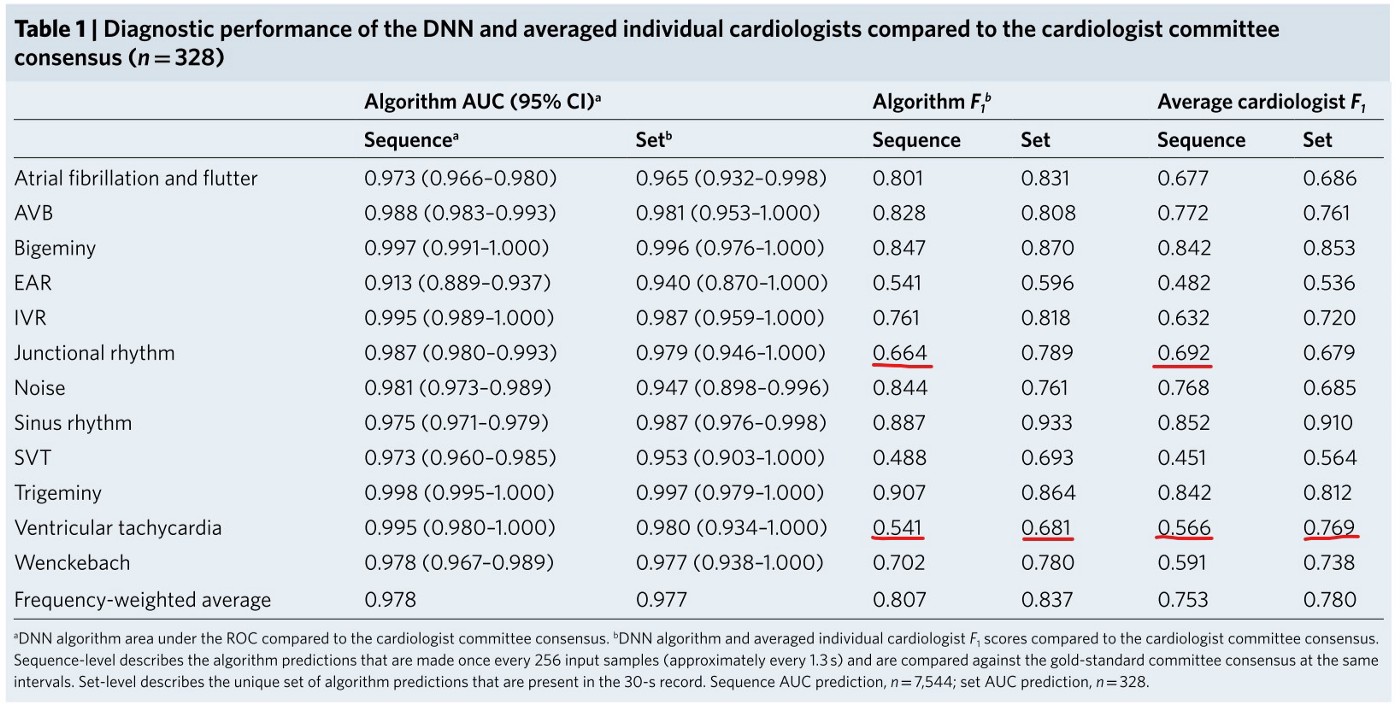 Table 1 | Diagnostic performance of the DNN and averaged individual cardiologists compared to the cardiologist committee
consensus (n = 328)
Algorithm AUC (95% CI)ᵃ Algorithm F₁ᵇ Average cardiologist F₁
Sequenceᵃ Setᵇ Sequence Set Sequence Set
Atrial fibrillation and flutter 0.973 (0.966–0.980) 0.965 (0.932–0.998) 0.801 0.831 0.677 0.686
AVB 0.988 (0.983–0.993) 0.981 (0.953–1.000) 0.828 0.808 0.772 0.761
Bigeminy 0.997 (0.991–1.000) 0.996 (0.976–1.000) 0.847 0.870 0.842 0.853
EAR 0.913 (0.889–0.937) 0.940 (0.870–1.000) 0.541 0.596 0.482 0.536
IVR 0.995 (0.989–1.000) 0.987 (0.959–1.000) 0.761 0.818 0.632 0.720
Junctional rhythm 0.987 (0.980–0.993) 0.979 (0.946–1.000) 0.664 0.789 0.692 0.679
Noise 0.981 (0.973–0.989) 0.947 (0.898–0.996) 0.844 0.761 0.768 0.685
Sinus rhythm 0.975 (0.971–0.979) 0.987 (0.976–0.998) 0.887 0.933 0.852 0.910
SVT 0.973 (0.960–0.985) 0.953 (0.903–1.000) 0.488 0.693 0.451 0.564
Trigeminy 0.998 (0.995–1.000) 0.997 (0.979–1.000) 0.907 0.864 0.842 0.812
Ventricular tachycardia 0.995 (0.980–1.000) 0.980 (0.934–1.000) 0.541 0.681 0.566 0.769
Wenckebach 0.978 (0.967–0.989) 0.977 (0.938–1.000) 0.702 0.780 0.591 0.738
Frequency-weighted average 0.978 0.977 0.807 0.837 0.753 0.780
ᵃDNN algorithm area under the ROC compared to the cardiologist committee consensus. ᵇDNN algorithm and averaged individual cardiologist F₁ scores compared to the cardiologist committee consensus.
Sequence-level describes the algorithm predictions that are made once every 256 input samples (approximately every 1.3 s) and are compared against the gold-standard committee consensus at the same
intervals. Set-level describes the unique set of algorithm predictions that are present in the 30-s record. Sequence AUC prediction, n = 7,544; set AUC prediction, n = 328.